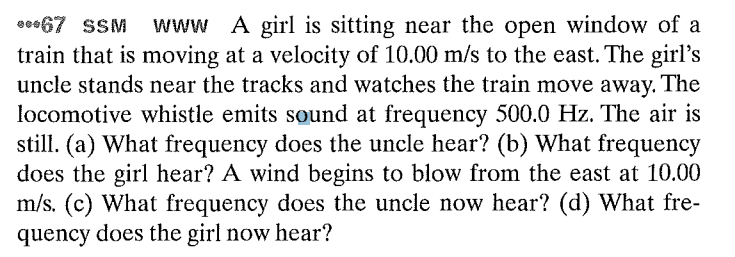 •••67 SSM WWW A girl is sitting near the open window of a
train that is moving at a velocity of 10.00 m/s to the east. The girl's
uncle stands near the tracks and watches the train move away. The
locomotive whistle emits sound at frequency 500.0 Hz. The air is
still. (a) What frequency does the uncle hear? (b) What frequency
does the girl hear? A wind begins to blow from the east at 10.00
m/s. (c) What frequency does the uncle now hear? (d) What fre-
quency does the girl now hear?